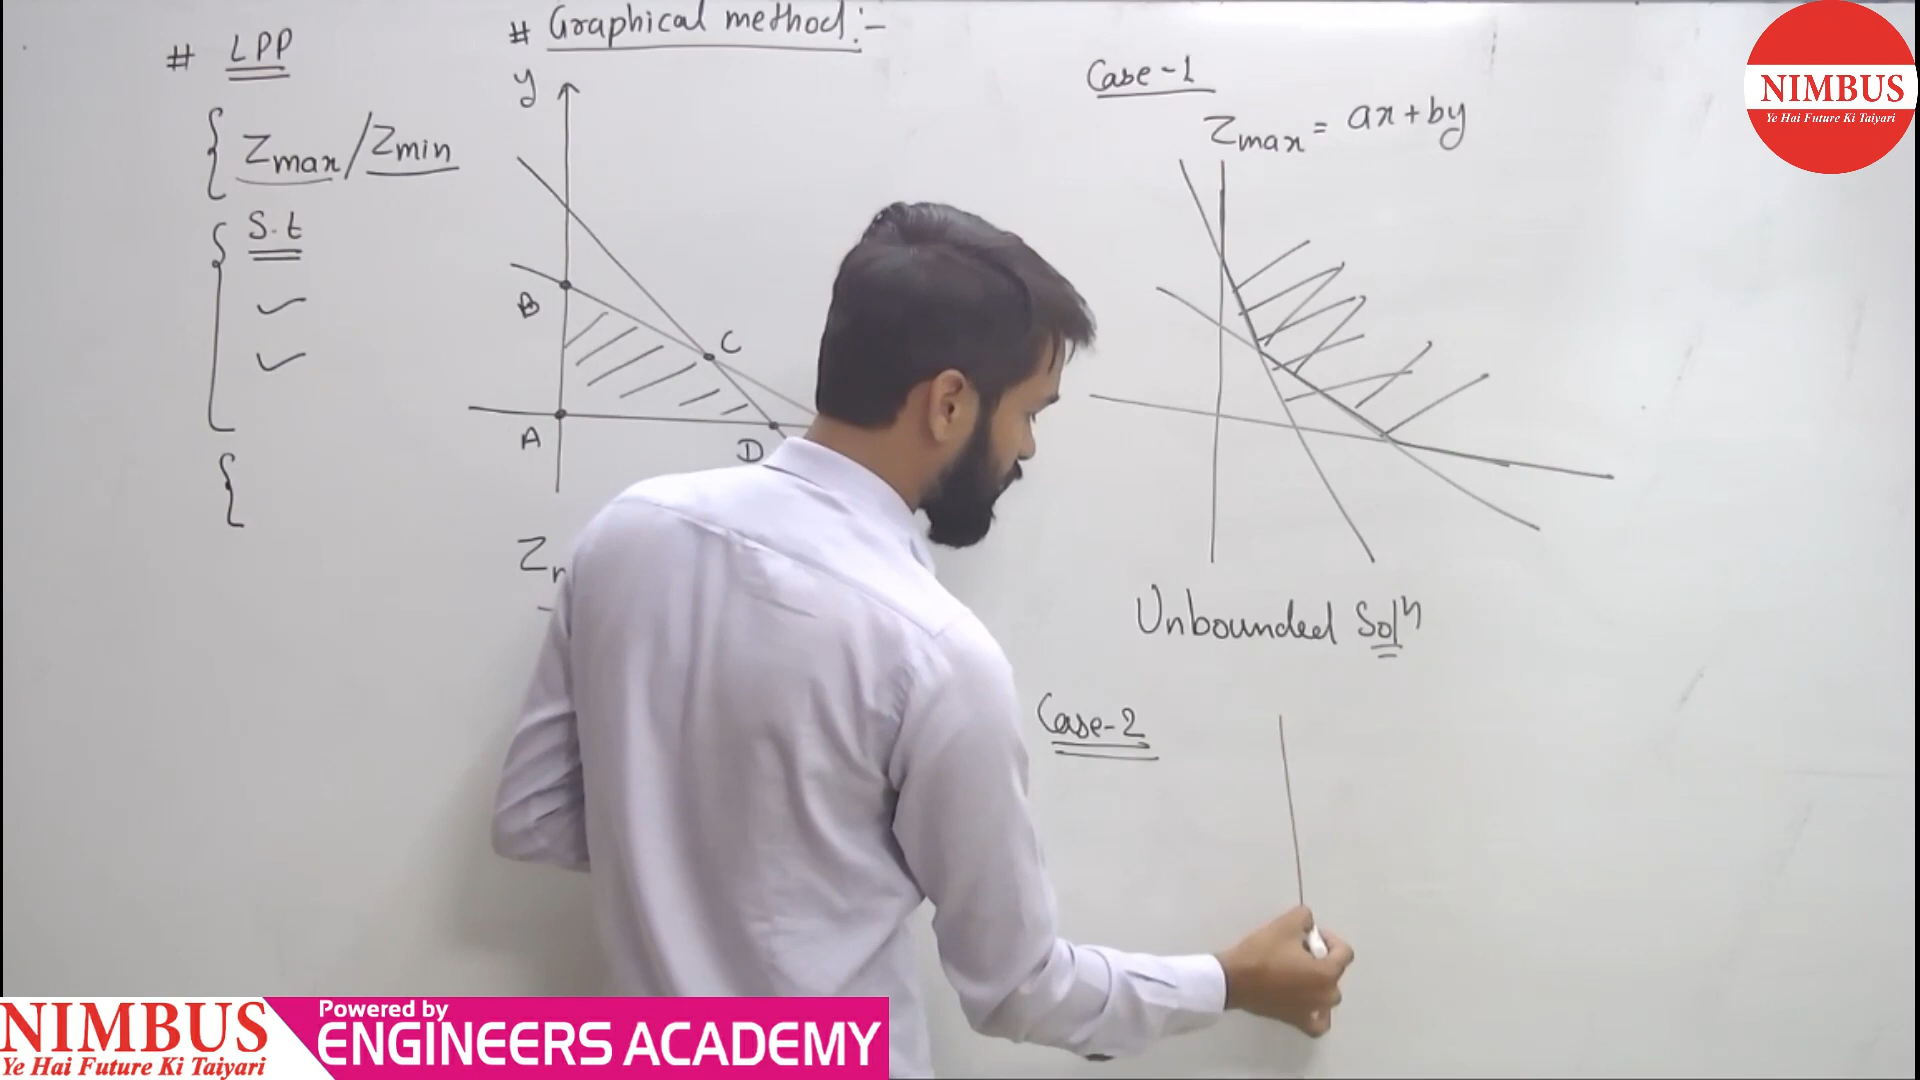 # LPP
Zmax/Zmin
S.t
# Graphical method:-
y
B
C
A
D
Case-1
Zmax = ax+by
Unbounded Solⁿ
Case-2
NIMBUS
Ye Hai Future Ki Taiyari
NIMBUS
Ye Hai Future Ki Taiyari
Powered by
ENGINEERS ACADEMY